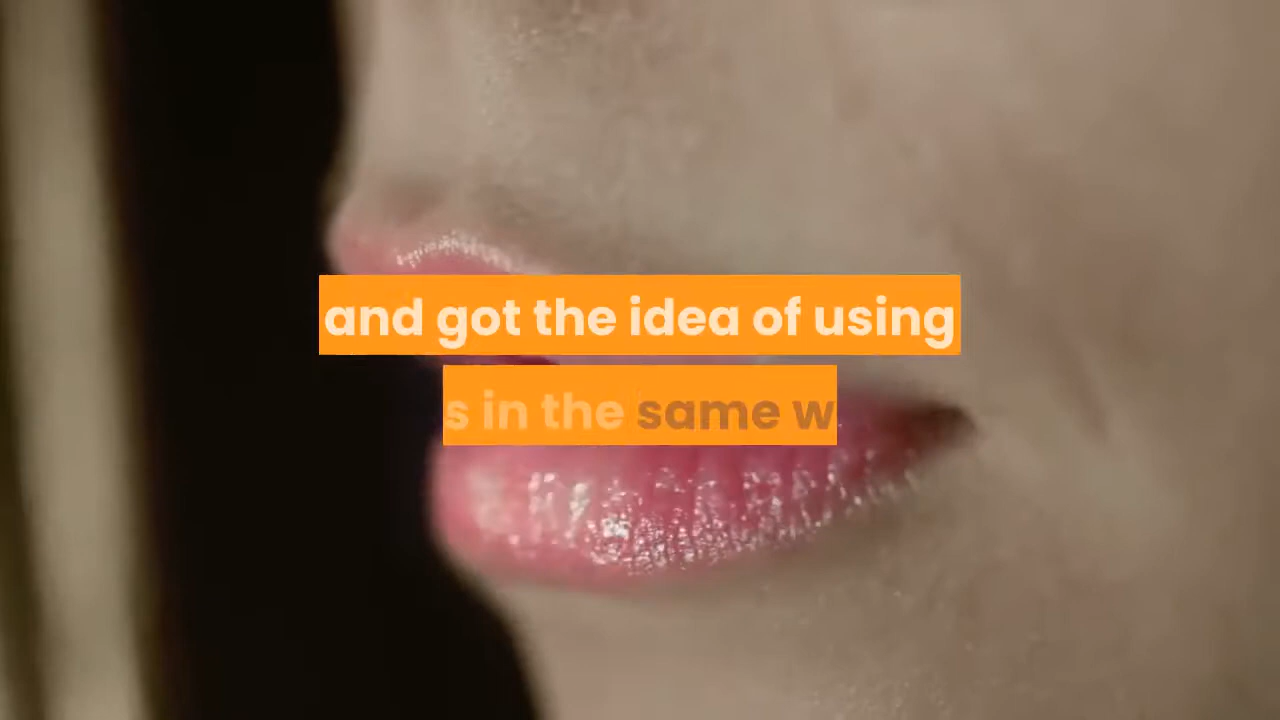 and got the idea of using
s in the same w